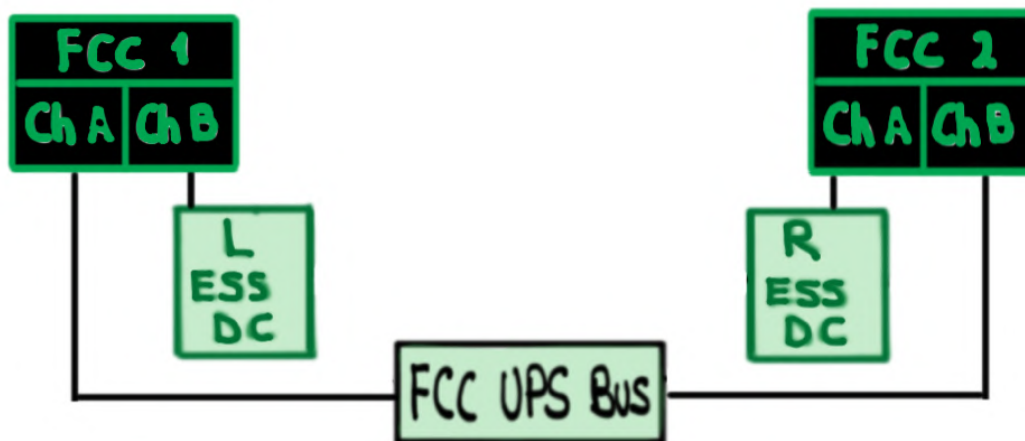 FCC 1
Ch A Ch B
FCC 2
Ch A Ch B
L
ESS
DC
R
ESS
DC
FCC UPS Bus